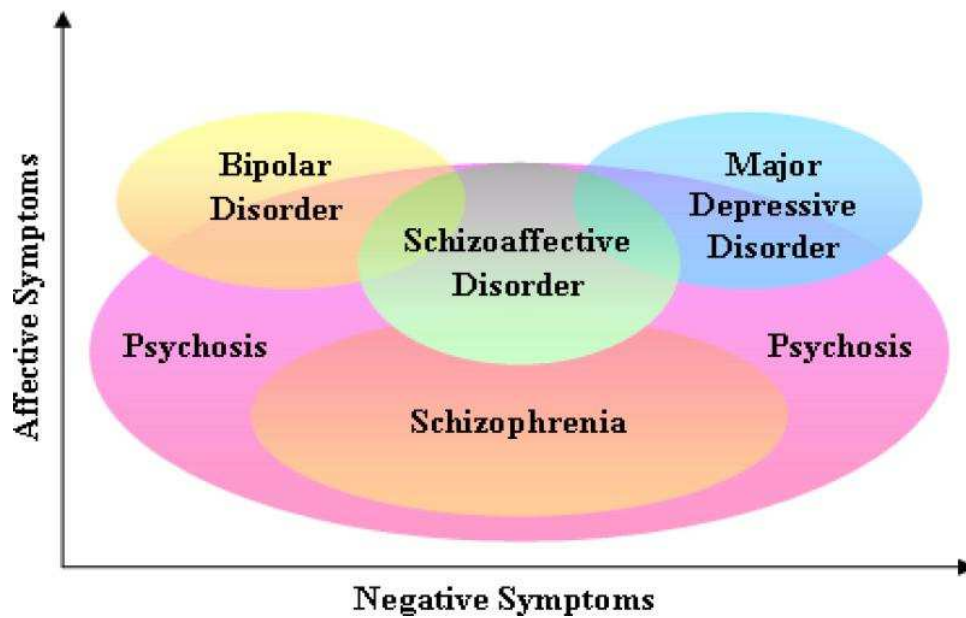 Affective Symptoms
Bipolar
Disorder
Major
Depressive
Disorder
Schizoaffective
Disorder
Psychosis
Psychosis
Schizophrenia
Negative Symptoms